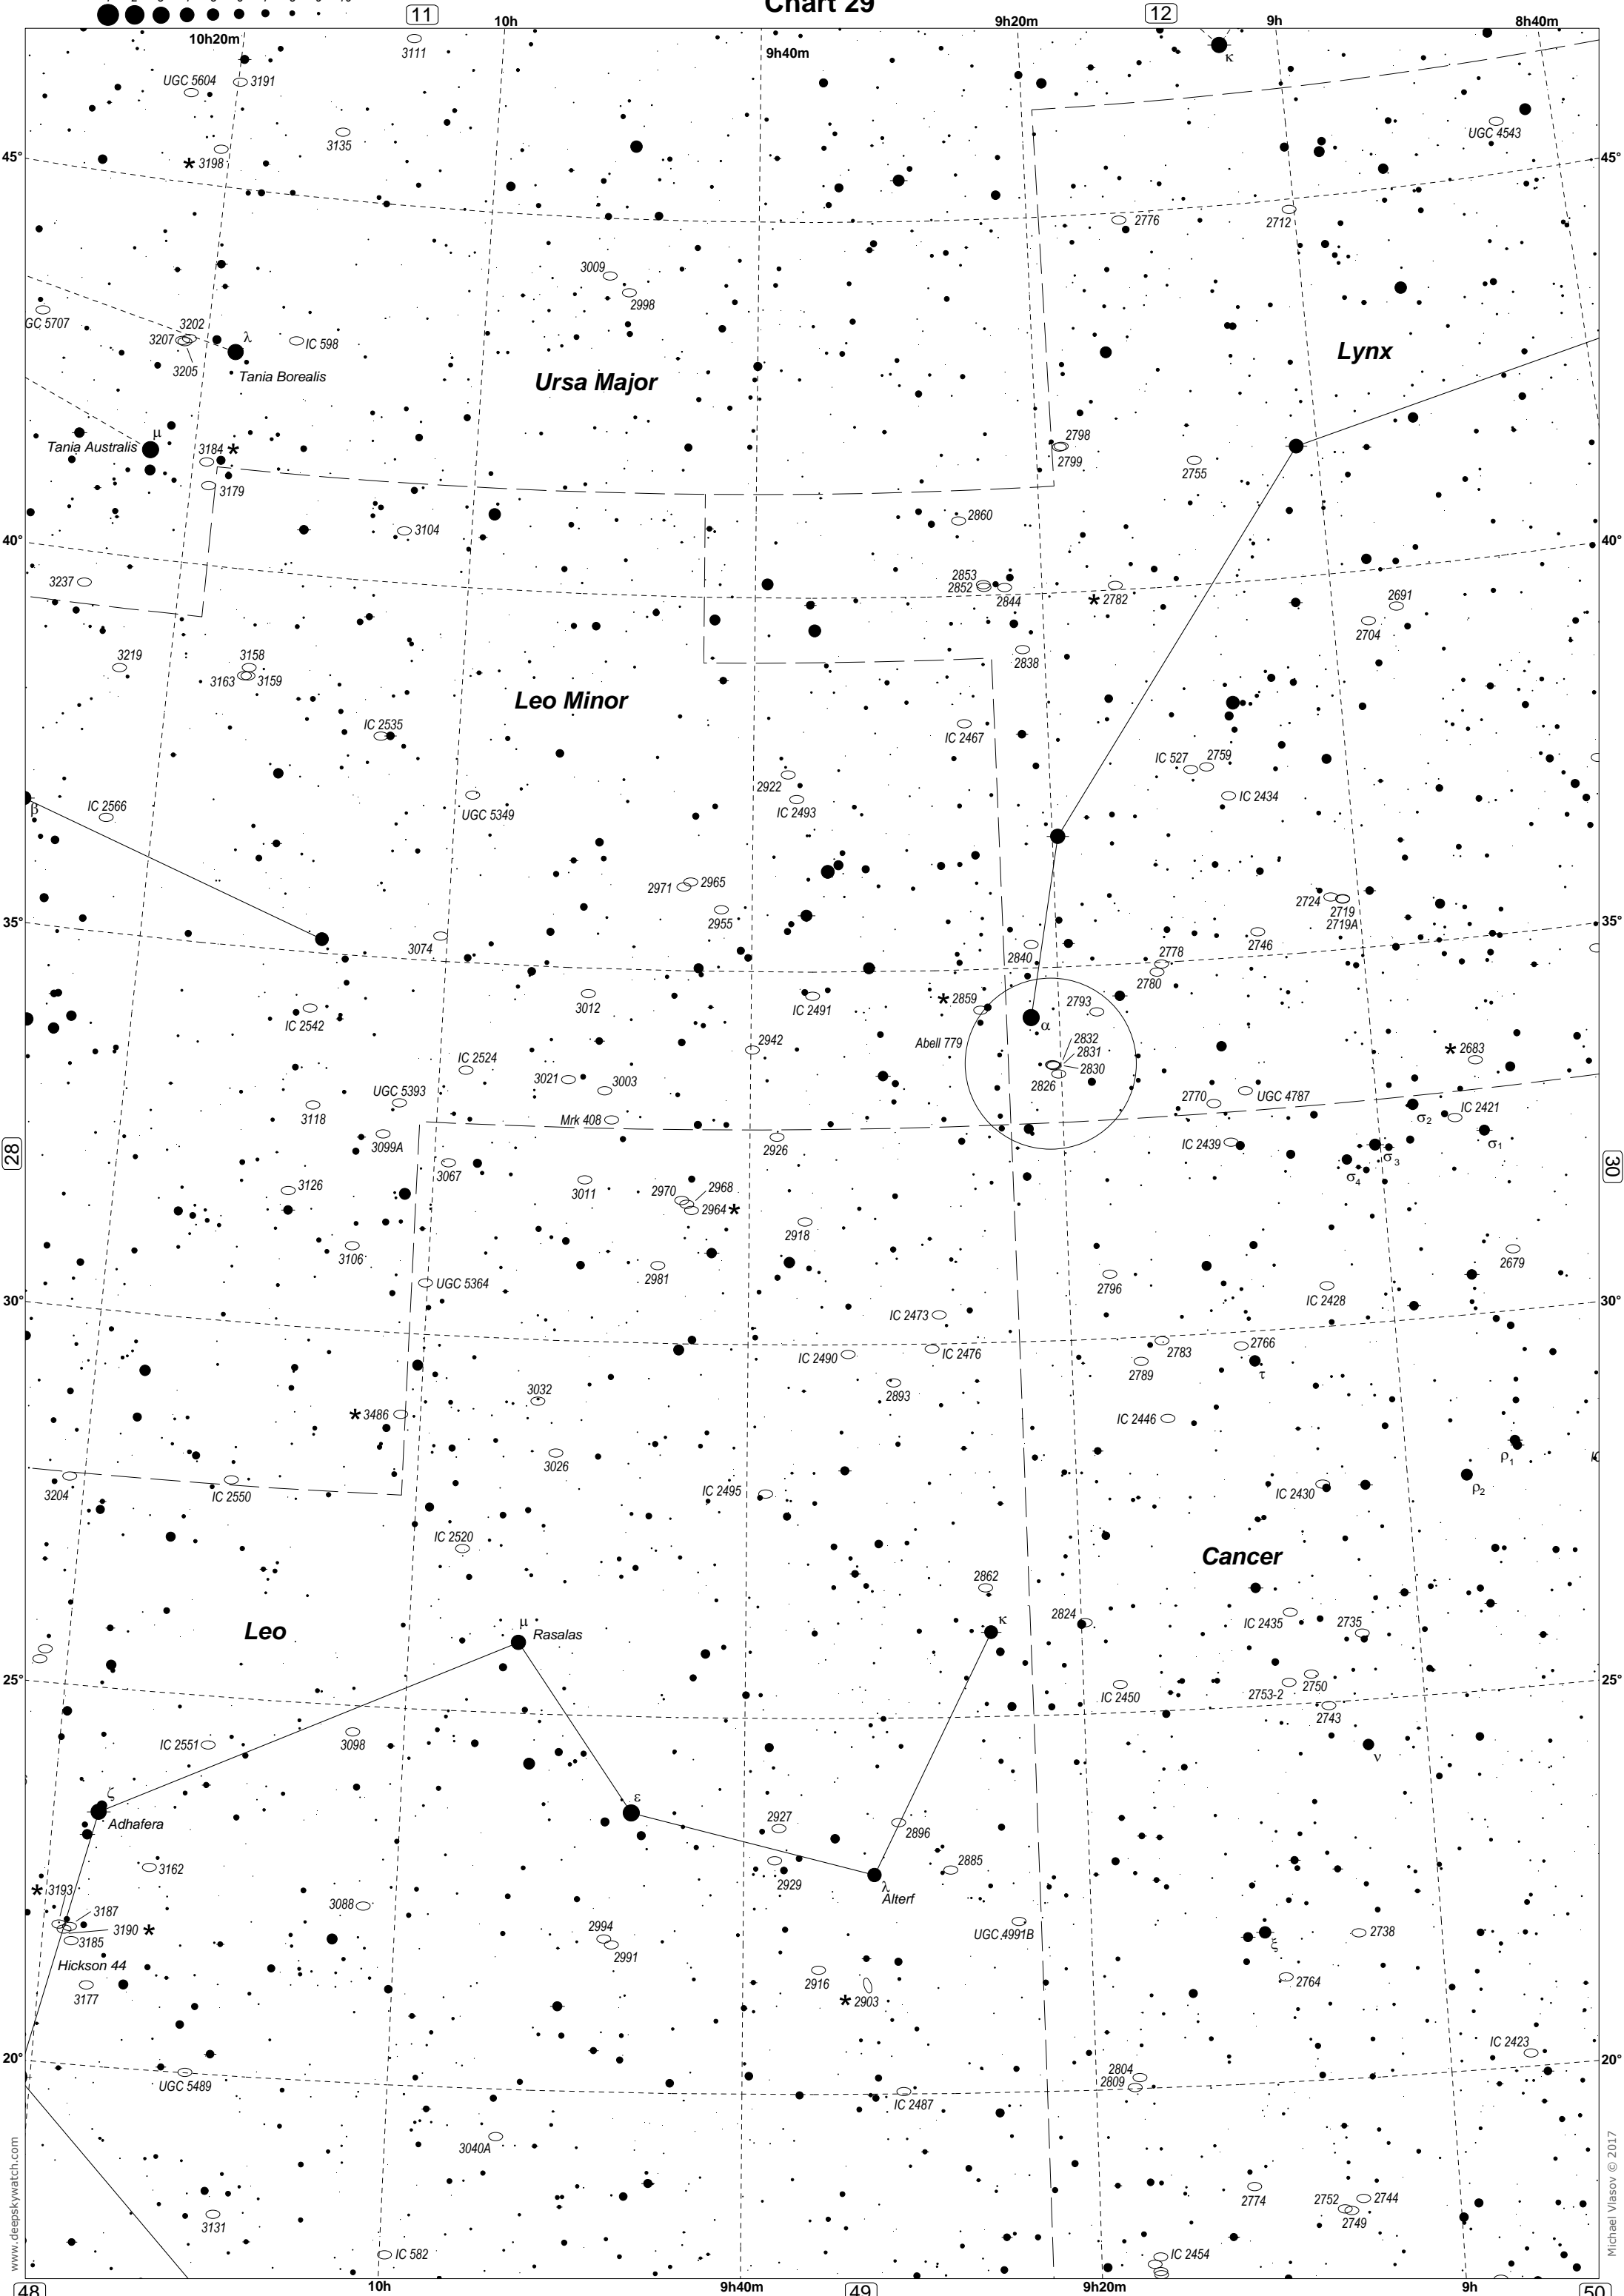 Chart 29
11
10h
9h20m
12
9h
8h40m
10h20m
3111
9h40m
κ
UGC 5604
3191
UGC 4543
3135
* 3198
45°
45°
2776
2712
3009
2998
GC 5707
3202
3207
λ
IC 598
3205
Tania Borealis
Ursa Major
Lynx
μ
Tania Australis
3184 *
2798
2799
2755
3179
3104
2860
40°
40°
3237
2853
2852
2844
* 2782
2691
2704
3219
3158
3163
3159
2838
Leo Minor
IC 2535
IC 2467
IC 527
2759
2922
IC 2434
β
IC 2566
UGC 5349
IC 2493
2971
2965
2724
2719
2719A
2955
35°
35°
3074
2840
2778
2746
2780
3012
IC 2491
* 2859
2793
IC 2542
α
Abell 779
2942
2832
2831
2830
2826
* 2683
IC 2524
3021
3003
UGC 5393
2770
UGC 4787
3118
Mrk 408
σ2
IC 2421
3099A
2926
IC 2439
σ1
28
30
3067
σ3
σ4
3126
3011
2970
2968
2964 *
2918
3106
2981
2679
UGC 5364
2796
IC 2428
30°
30°
IC 2473
IC 2490
IC 2476
2783
2766
2789
τ
3032
2893
* 3486
IC 2446
3026
ρ1
3204
IC 2550
IC 2495
IC 2430
ρ2
IC 2520
Cancer
2862
2824
IC 2435
2735
Leo
μ
Rasalas
κ
25°
25°
IC 2450
2753-2
2750
2743
IC 2551
3098
ν
ζ
Adhafera
ε
2927
2896
3162
2929
2885
λ
Alterf
* 3193
3187
3088
3190 *
3185
2994
2991
UGC 4991B
2738
ξ
Hickson 44
2764
3177
2916
* 2903
IC 2423
20°
20°
UGC 5489
2804
2809
IC 2487
3040A
2774
2752
2744
2749
3131
IC 582
IC 2454
www.deepskywatch.com
Michael Vlasov © 2017
48
10h
9h40m
49
9h20m
9h
50